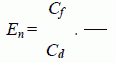 C_f
E_n = ―― . ―
C_d